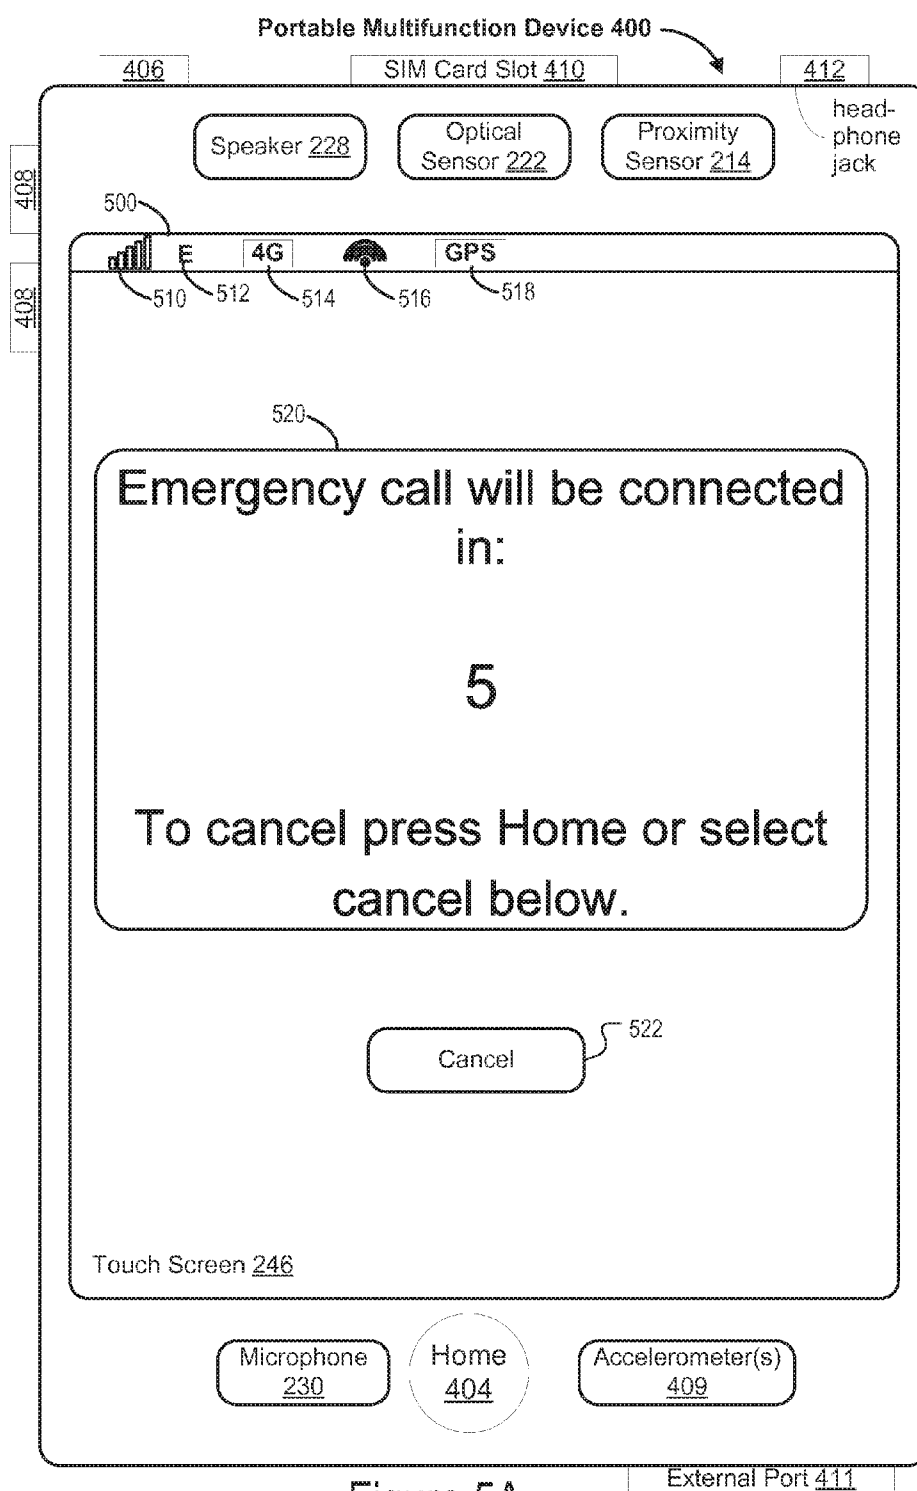 Portable Multifunction Device 400
406
SIM Card Slot 410
412
head-
phone
jack
Speaker 228
Optical
Sensor 222
Proximity
Sensor 214
408
408
500
E
4G
GPS
510
512
514
516
518
520
Emergency call will be connected
in:
5
To cancel press Home or select
cancel below.
Cancel
522
Touch Screen 246
Microphone
230
Home
404
Accelerometer(s)
409
External Port 411
Figure 5A